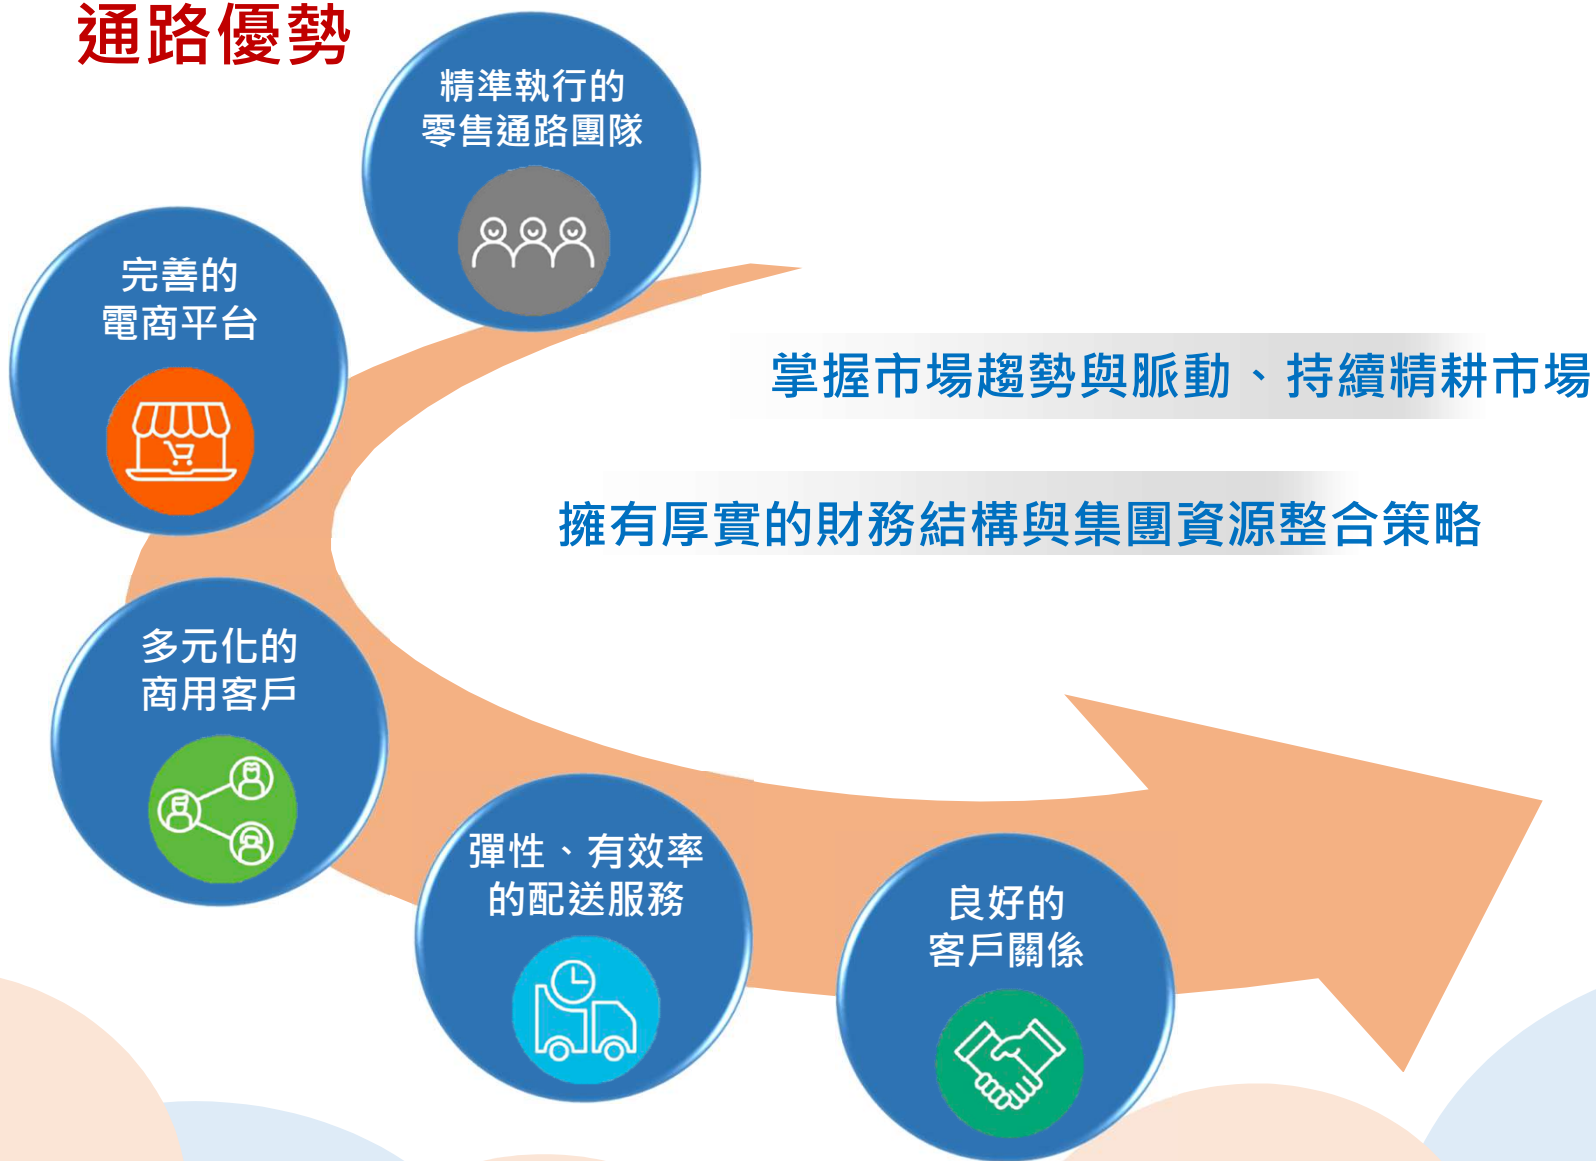 通路優勢
精準執行的
零售通路團隊
完善的
電商平台
掌握市場趨勢與脈動、持續精耕市場
擁有厚實的財務結構與集團資源整合策略
多元化的
商用客戶
彈性、有效率
的配送服務
良好的
客戶關係